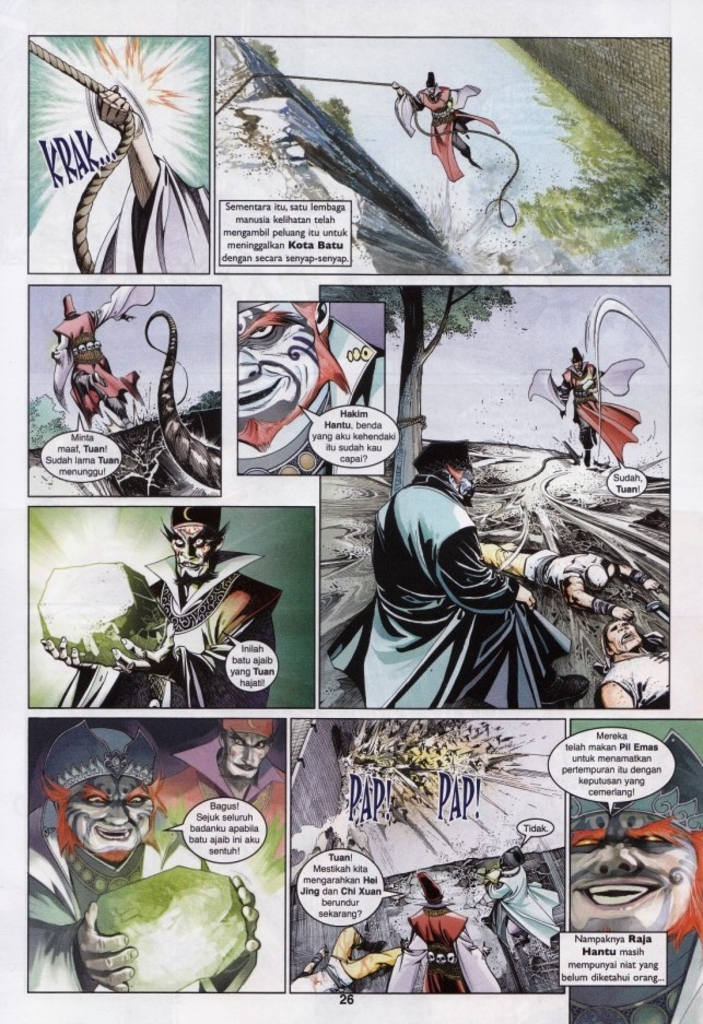 KRAK...
Sementara itu, satu lembaga
manusia kelihatan telah
mengambil peluang itu untuk
meninggalkan Kota Batu
dengan secara senyap-senyap.
Minta
maaf, Tuan!
Sudah lama Tuan
menunggu!
Hakim
Hantu, benda
yang aku kehendaki
itu sudah kau
capai?
Sudah,
Tuan!
Inilah
batu ajaib
yang Tuan
hajati!
Bagus!
Sejuk seluruh
badanku apabila
batu ajaib ini aku
sentuh!
PAP! PAP!
Tuan!
Mestikah kita
mengarahkan Hei
Jing dan Chi Xuan
berundur
sekarang?
Tidak.
Mereka
telah makan Pil Emas
untuk menamatkan
pertempuran itu dengan
keputusan yang
cemerlang!
Nampaknya Raja
Hantu masih
mempunyai niat yang
belum diketahui orang...
26